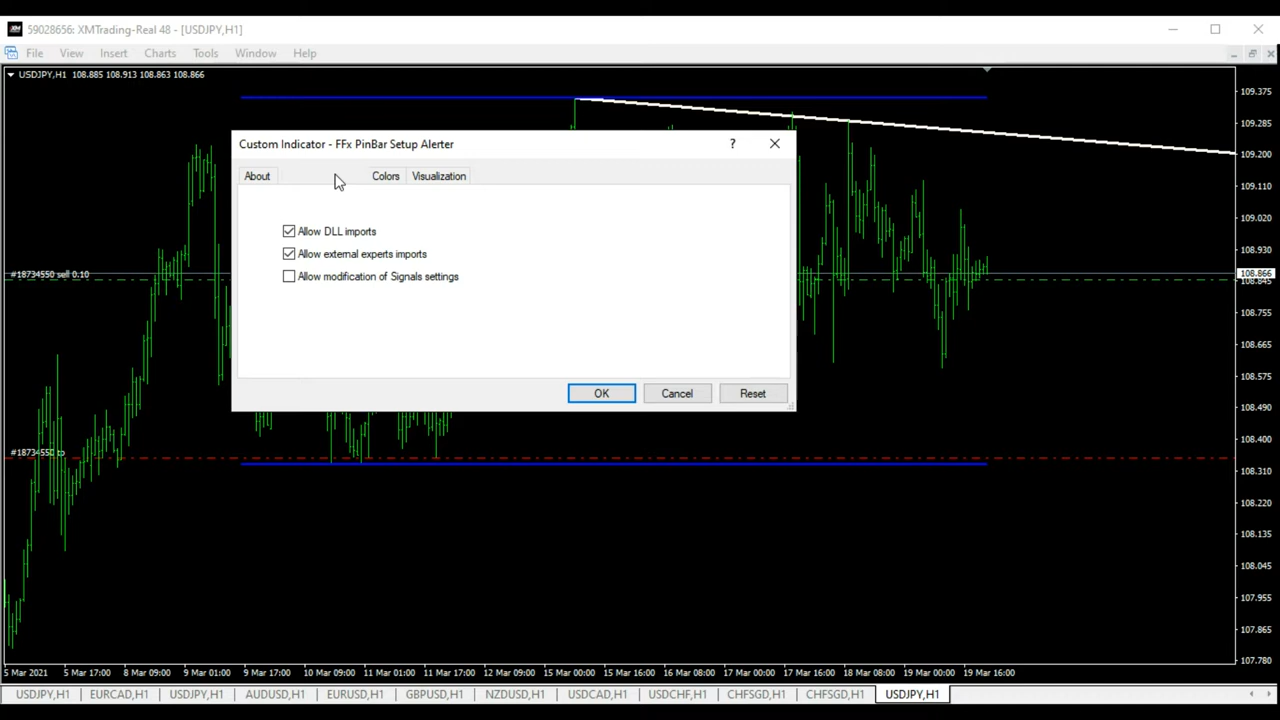 59028656: XMTrading-Real 48 - [USDJPY,H1]
File View Insert Charts Tools Window Help
USDJPY,H1 108.885 108.913 108.863 108.866
109.375
109.285
109.200
109.110
109.020
108.930
108.866
108.845
108.755
108.665
108.575
108.490
108.400
108.310
108.220
108.135
108.045
107.955
107.865
107.780
Custom Indicator - FFx PinBar Setup Alerter
?
About Colors Visualization
Allow DLL imports
Allow external experts imports
Allow modification of Signals settings
OK Cancel Reset
#18734550 sell 0.10
#18734550 tp
5 Mar 2021 5 Mar 17:00 8 Mar 09:00 9 Mar 01:00 9 Mar 17:00 10 Mar 09:00 11 Mar 01:00 11 Mar 17:00 12 Mar 09:00 15 Mar 00:00 15 Mar 16:00 16 Mar 08:00 17 Mar 00:00 17 Mar 16:00 18 Mar 08:00 19 Mar 00:00 19 Mar 16:00
USDJPY,H1 EURCAD,H1 USDJPY,H1 AUDUSD,H1 EURUSD,H1 GBPUSD,H1 NZDUSD,H1 USDCAD,H1 USDCHF,H1 CHFSGD,H1 CHFSGD,H1 USDJPY,H1